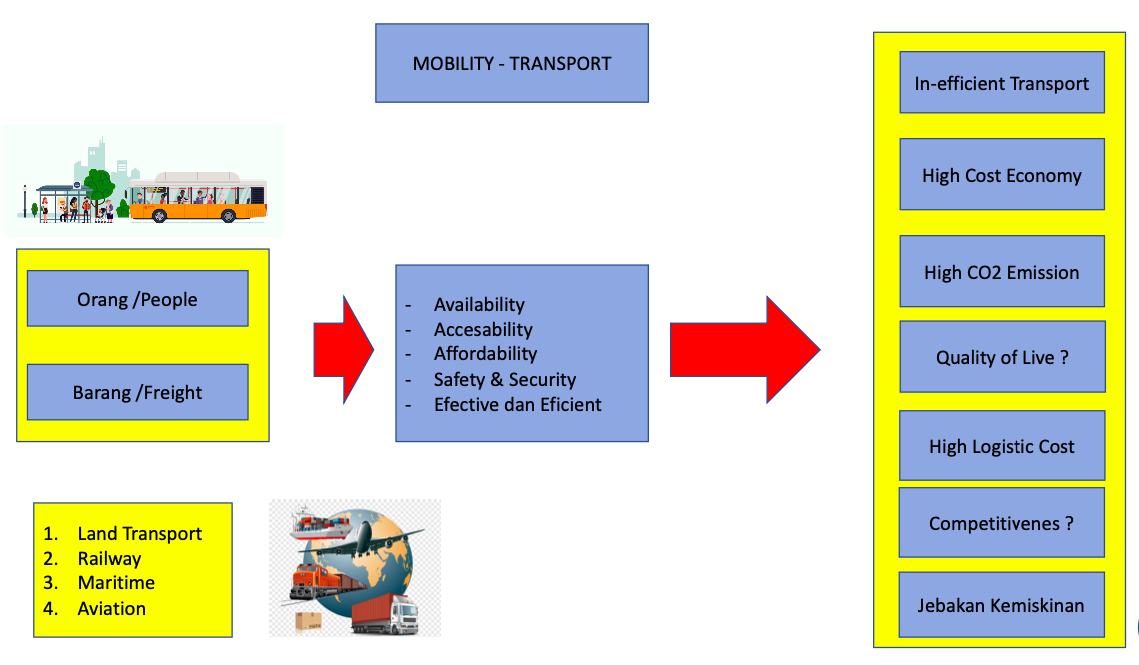 MOBILITY - TRANSPORT
Orang /People
Barang /Freight
- Availability
- Accesability
- Affordability
- Safety & Security
- Efective dan Eficient
In-efficient Transport
High Cost Economy
High CO2 Emission
Quality of Live ?
High Logistic Cost
Competitivenes ?
Jebakan Kemiskinan
1. Land Transport
2. Railway
3. Maritime
4. Aviation